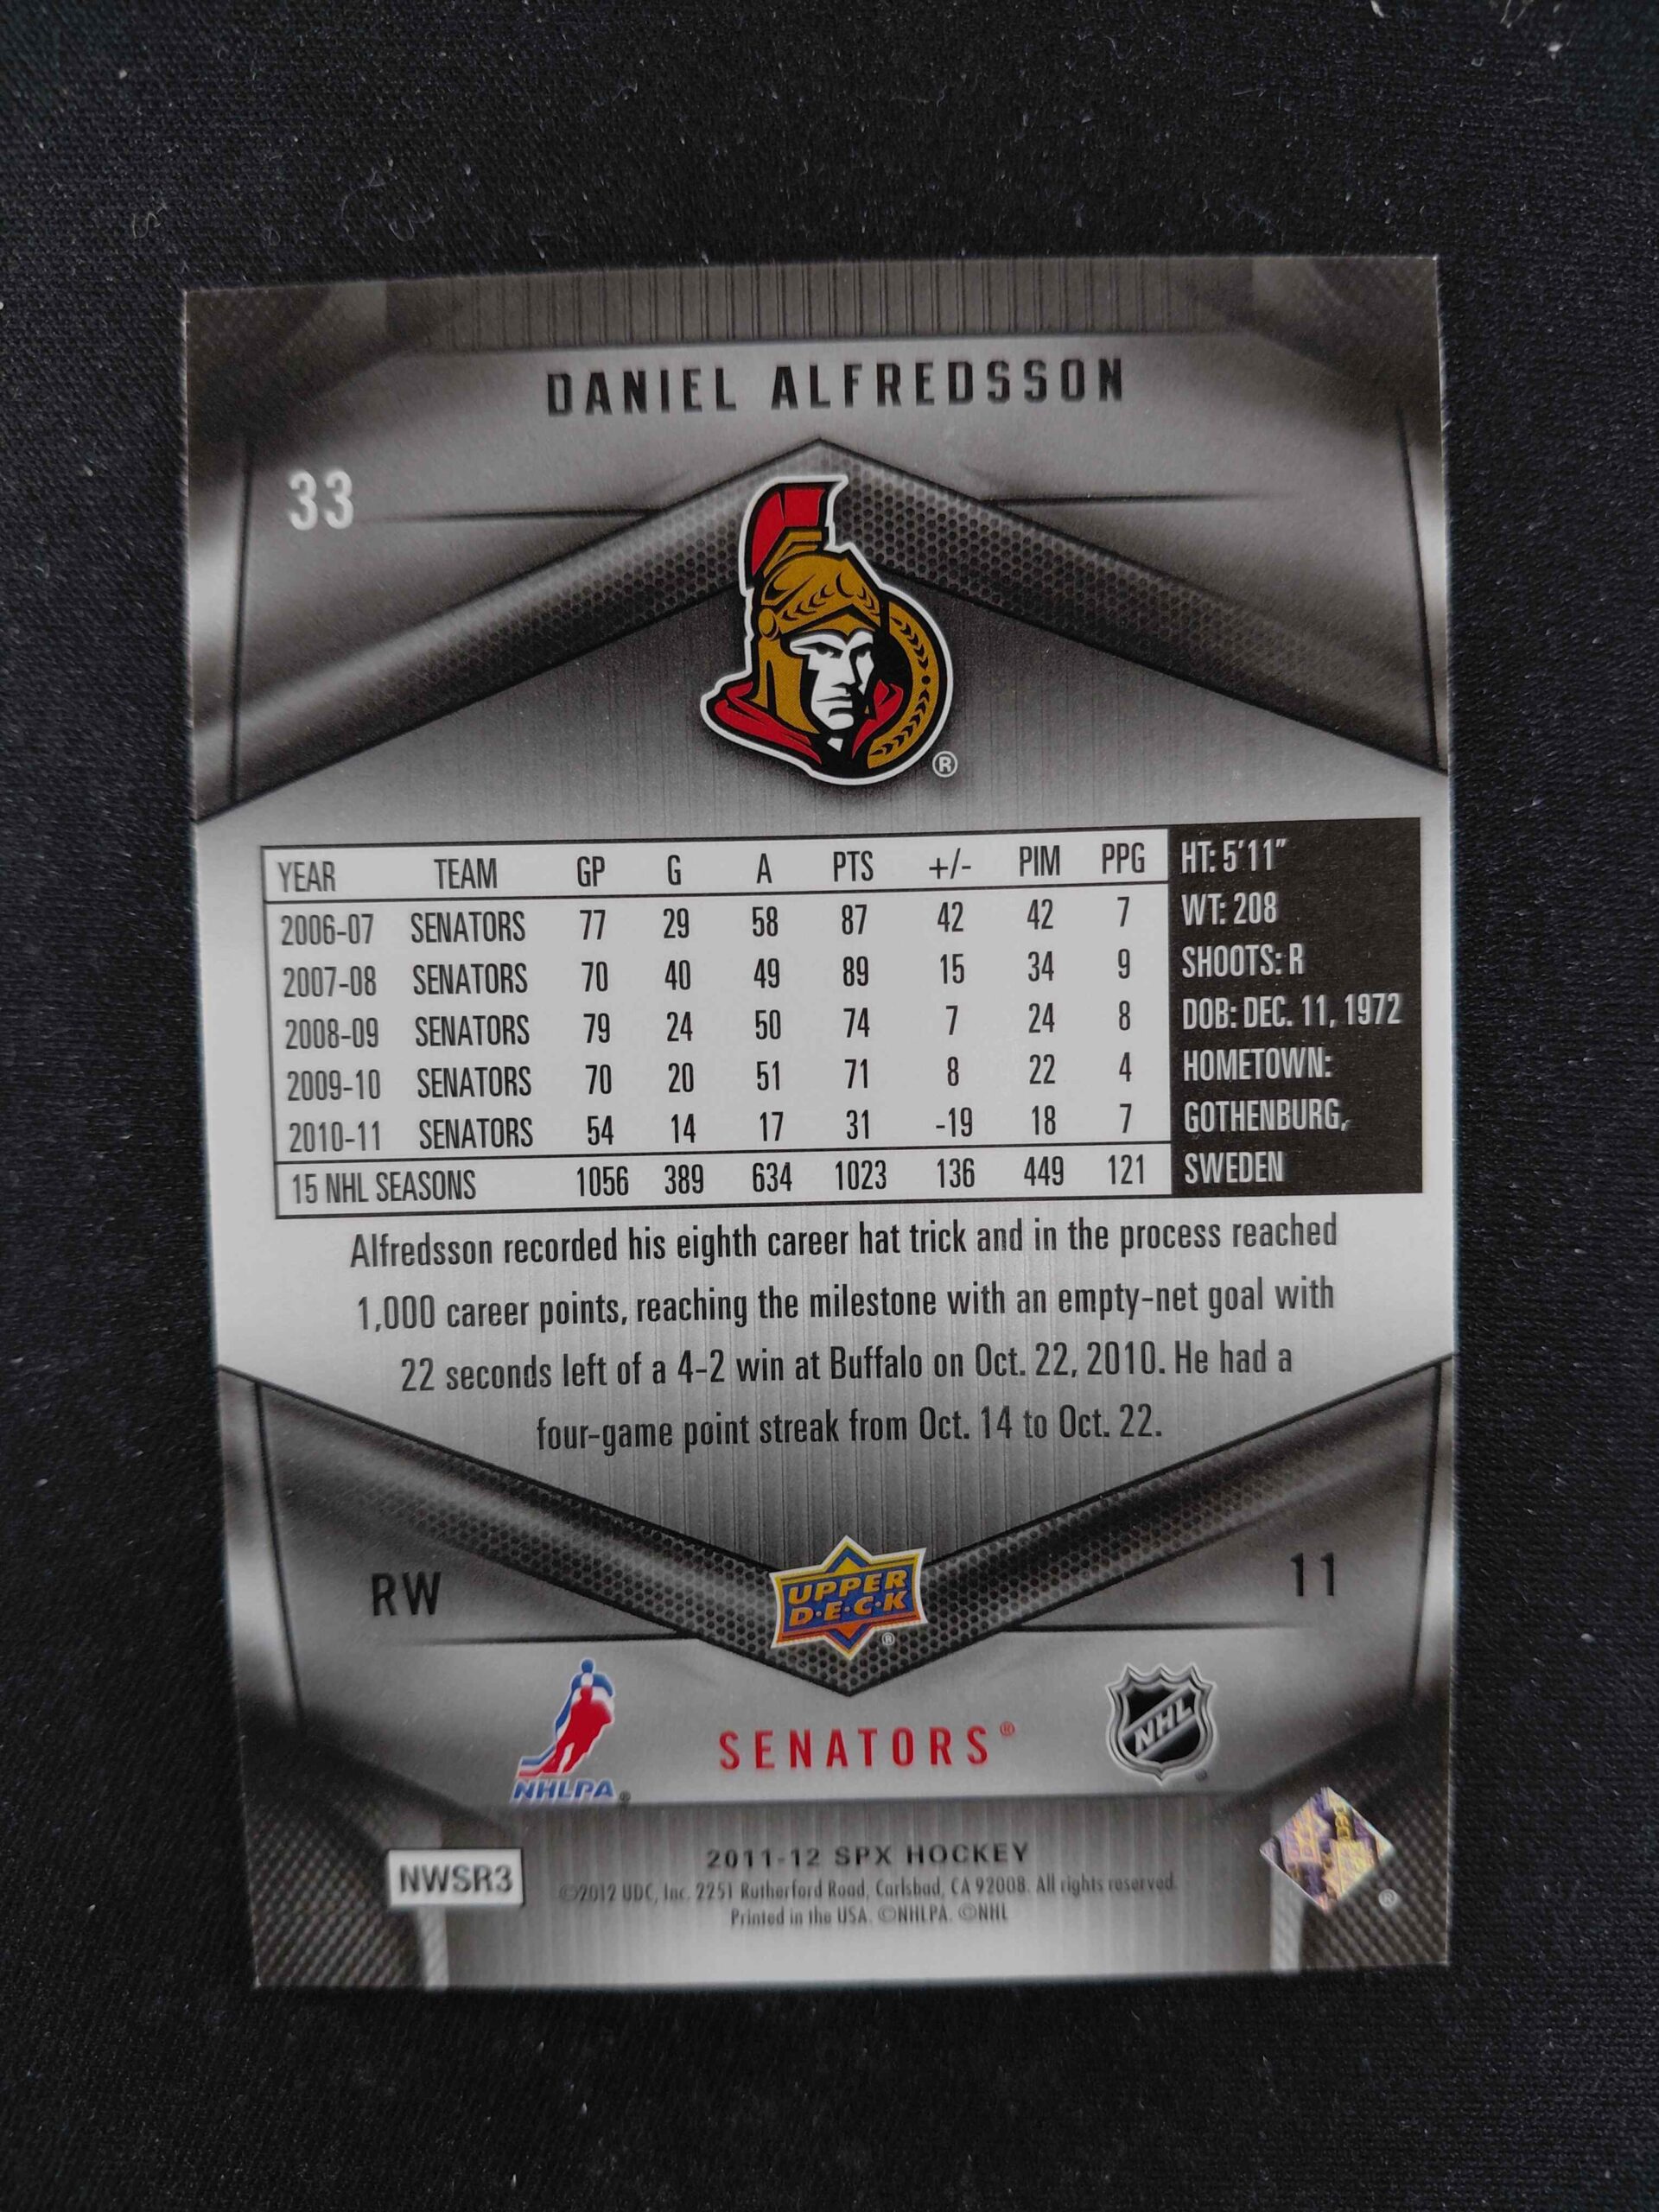 DANIEL ALFREDSSON
33
®
YEAR TEAM GP G A PTS +/- PIM PPG
2006-07 SENATORS 77 29 58 87 42 42 7
2007-08 SENATORS 70 40 49 89 15 34 9
2008-09 SENATORS 79 24 50 74 7 24 8
2009-10 SENATORS 70 20 51 71 8 22 4
2010-11 SENATORS 54 14 17 31 -19 18 7
15 NHL SEASONS 1056 389 634 1023 136 449 121
HT: 5'11"
WT: 208
SHOOTS: R
DOB: DEC. 11, 1972
HOMETOWN:
GOTHENBURG,
SWEDEN
Alfredsson recorded his eighth career hat trick and in the process reached
1,000 career points, reaching the milestone with an empty-net goal with
22 seconds left of a 4-2 win at Buffalo on Oct. 22, 2010. He had a
four-game point streak from Oct. 14 to Oct. 22.
RW
UPPER
D·E·C·K
®
11
NHLPA®
SENATORS®
NHL
NWSR3
2011-12 SPX HOCKEY
©2012 UDC, Inc. 2251 Rutherford Road, Carlsbad, CA 92008. All rights reserved.
Printed in the USA. ©NHLPA. ©NHL
®